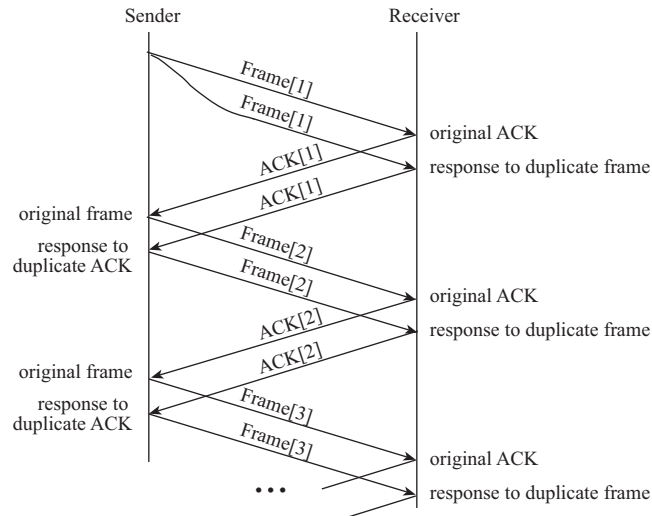 Sender
Receiver
Frame[1]
Frame[1]
original ACK
ACK[1]
response to duplicate frame
ACK[1]
original frame
response to
duplicate ACK
Frame[2]
Frame[2]
original ACK
ACK[2]
response to duplicate frame
ACK[2]
original frame
response to
duplicate ACK
Frame[3]
Frame[3]
original ACK
...
response to duplicate frame